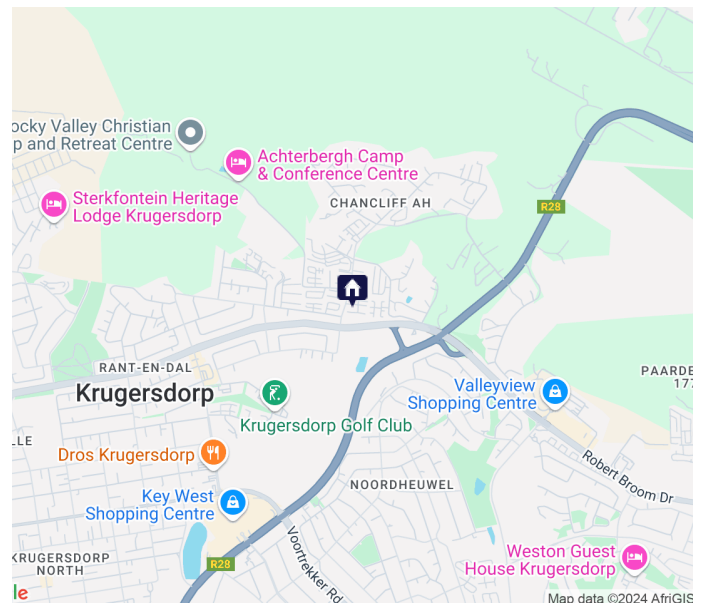 ocky Valley Christian
p and Retreat Centre
Achterbergh Camp
& Conference Centre
Sterkfontein Heritage
Lodge Krugersdorp
CHANCLIFF AH
R28
RANT-EN-DAL
Krugersdorp
Krugersdorp Golf Club
Valleyview
Shopping Centre
PAARDE
177
LLE
Dros Krugersdorp
Key West
Shopping Centre
NOORDHEUWEL
Robert Broom Dr
KRUGERSDORP
NORTH
R28
Voortrekker Rd
Weston Guest
House Krugersdorp
le
Map data ©2024 AfriGIS